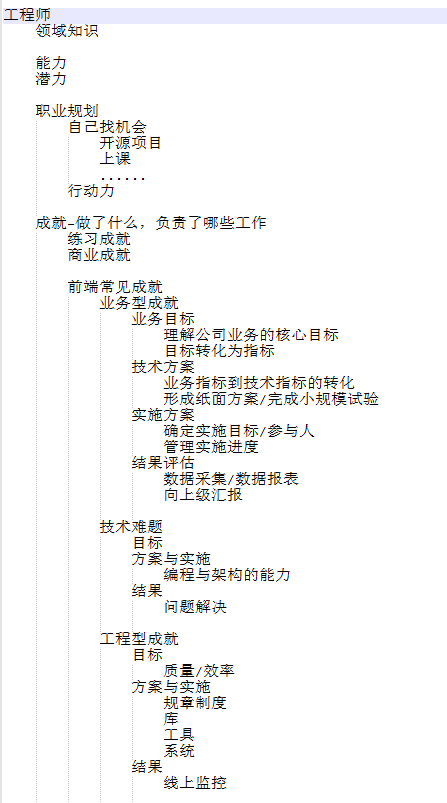 工程师
领域知识
能力
潜力
职业规划
自己找机会
开源项目
上课
......
行动力
成就-做了什么，负责了哪些工作
练习成就
商业成就
前端常见成就
业务型成就
业务目标
理解公司业务的核心目标
目标转化为指标
技术方案
业务指标到技术指标的转化
形成纸面方案/完成小规模试验
实施方案
确定实施目标/参与人
管理实施进度
结果评估
数据采集/数据报表
向上级汇报
技术难题
目标
方案与实施
编程与架构的能力
结果
问题解决
工程型成就
目标
质量/效率
方案与实施
规章制度
库
工具
系统
结果
线上监控